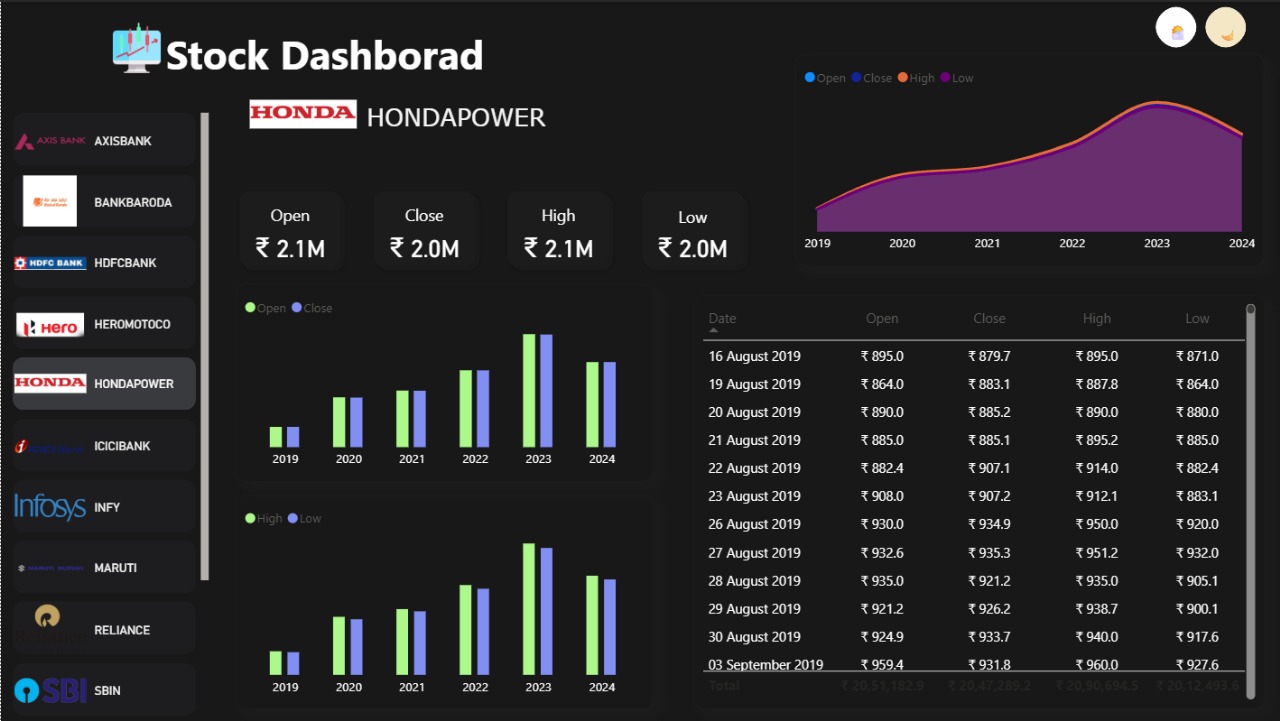 Stock Dashborad
HONDA HONDAPOWER
AXIS BANK AXISBANK
BANKBARODA
HDFC BANK HDFCBANK
Hero HEROMOTOCO
HONDA HONDAPOWER
ICICIBANK
Infosys INFY
MARUTI SUZUKI MARUTI
RELIANCE
SBI SBIN
Open
₹ 2.1M
Close
₹ 2.0M
High
₹ 2.1M
Low
₹ 2.0M
Open Close High Low
2019 2020 2021 2022 2023 2024
Open Close
2019 2020 2021 2022 2023 2024
High Low
2019 2020 2021 2022 2023 2024
Date Open Close High Low
16 August 2019 ₹ 895.0 ₹ 879.7 ₹ 895.0 ₹ 871.0
19 August 2019 ₹ 864.0 ₹ 883.1 ₹ 887.8 ₹ 864.0
20 August 2019 ₹ 890.0 ₹ 885.2 ₹ 890.0 ₹ 880.0
21 August 2019 ₹ 885.0 ₹ 885.1 ₹ 895.2 ₹ 885.0
22 August 2019 ₹ 882.4 ₹ 907.1 ₹ 914.0 ₹ 882.4
23 August 2019 ₹ 908.0 ₹ 907.2 ₹ 912.1 ₹ 883.1
26 August 2019 ₹ 930.0 ₹ 934.9 ₹ 950.0 ₹ 920.0
27 August 2019 ₹ 932.6 ₹ 935.3 ₹ 951.2 ₹ 932.0
28 August 2019 ₹ 935.0 ₹ 921.2 ₹ 935.0 ₹ 905.1
29 August 2019 ₹ 921.2 ₹ 926.2 ₹ 938.7 ₹ 900.1
30 August 2019 ₹ 924.9 ₹ 933.7 ₹ 940.0 ₹ 917.6
03 September 2019 ₹ 959.4 ₹ 931.8 ₹ 960.0 ₹ 927.6
Total ₹ 20,51,182.9 ₹ 20,47,289.2 ₹ 20,90,694.5 ₹ 20,12,493.6